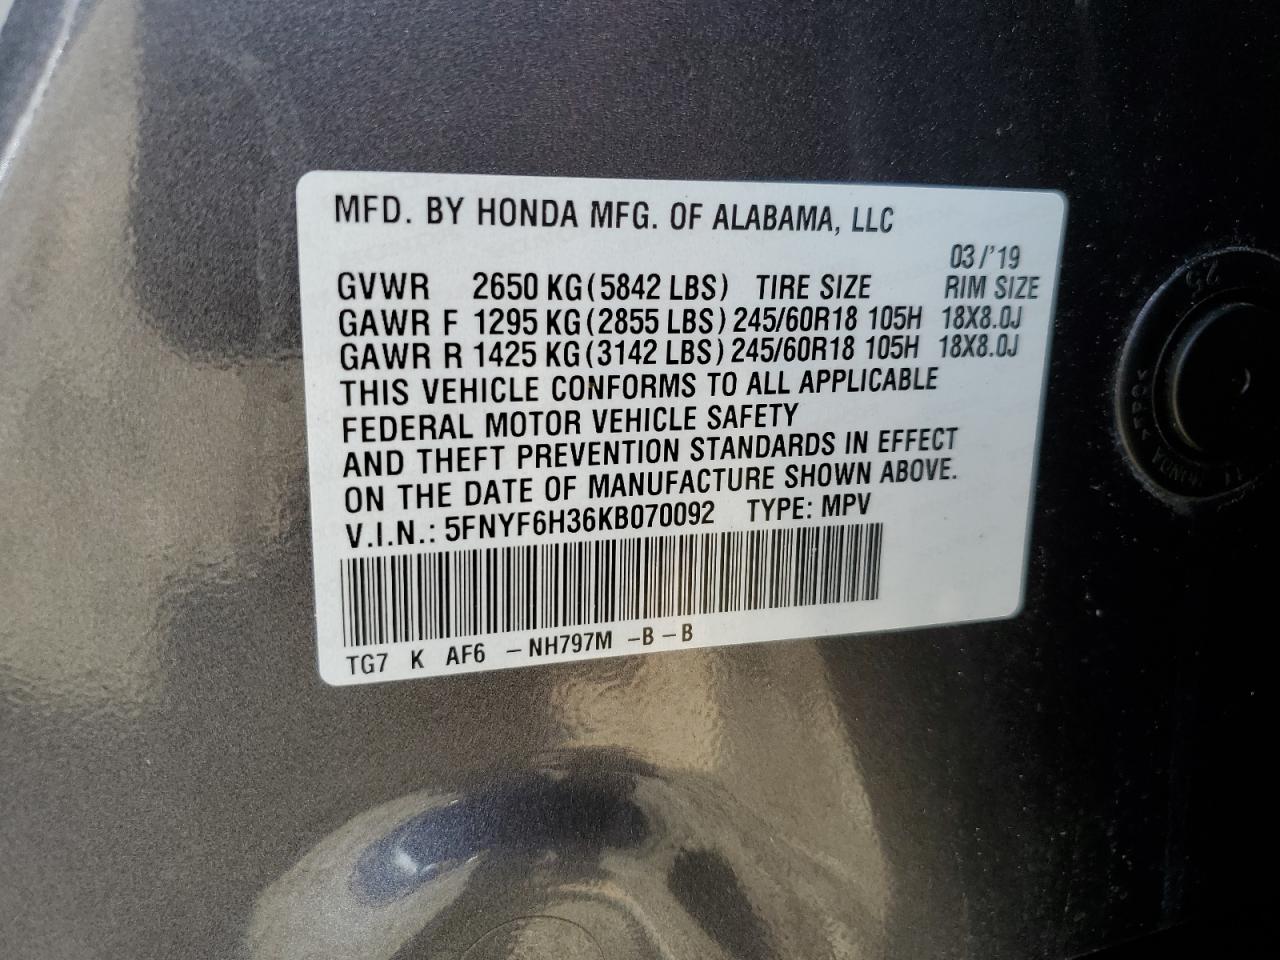 MFD. BY HONDA MFG. OF ALABAMA, LLC
03/'19
GVWR 2650 KG(5842 LBS) TIRE SIZE RIM SIZE
GAWR F 1295 KG(2855 LBS) 245/60R18 105H 18X8.0J
GAWR R 1425 KG(3142 LBS) 245/60R18 105H 18X8.0J
THIS VEHICLE CONFORMS TO ALL APPLICABLE
FEDERAL MOTOR VEHICLE SAFETY
AND THEFT PREVENTION STANDARDS IN EFFECT
ON THE DATE OF MANUFACTURE SHOWN ABOVE.
V.I.N.: 5FNYF6H36KB070092 TYPE: MPV
TG7 K AF6 –NH797M –B–B
25
HONDA